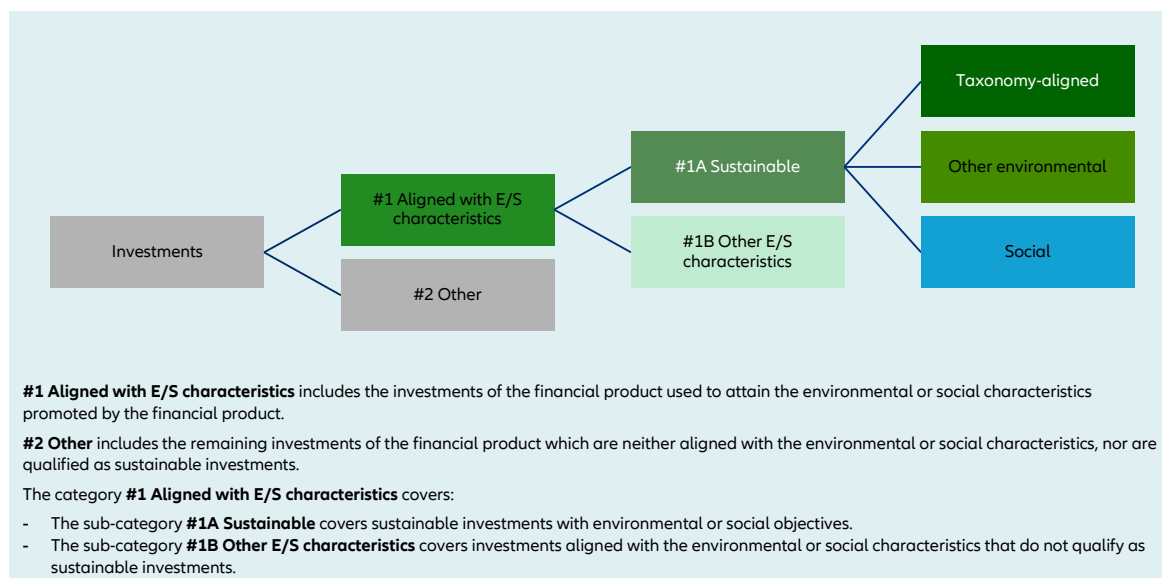 Taxonomy-aligned
#1A Sustainable
Other environmental
#1 Aligned with E/S
characteristics
#1B Other E/S
characteristics
Investments
Social
#2 Other
#1 Aligned with E/S characteristics includes the investments of the financial product used to attain the environmental or social characteristics
promoted by the financial product.
#2 Other includes the remaining investments of the financial product which are neither aligned with the environmental or social characteristics, nor are
qualified as sustainable investments.
The category #1 Aligned with E/S characteristics covers:
- The sub-category #1A Sustainable covers sustainable investments with environmental or social objectives.
- The sub-category #1B Other E/S characteristics covers investments aligned with the environmental or social characteristics that do not qualify as
sustainable investments.